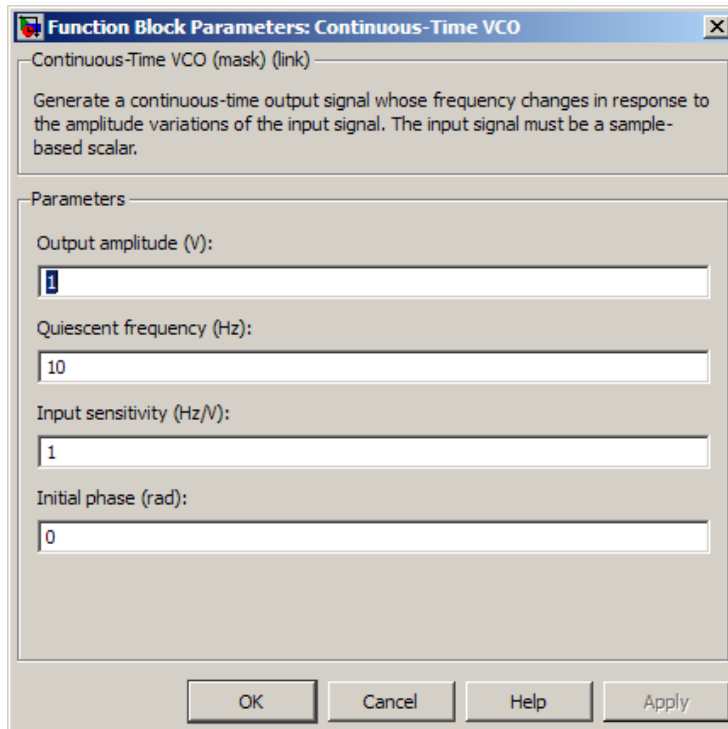 Function Block Parameters: Continuous-Time VCO
Continuous-Time VCO (mask) (link)
Generate a continuous-time output signal whose frequency changes in response to
the amplitude variations of the input signal. The input signal must be a sample-
based scalar.
Parameters
Output amplitude (V):
1
Quiescent frequency (Hz):
10
Input sensitivity (Hz/V):
1
Initial phase (rad):
0
OK Cancel Help Apply